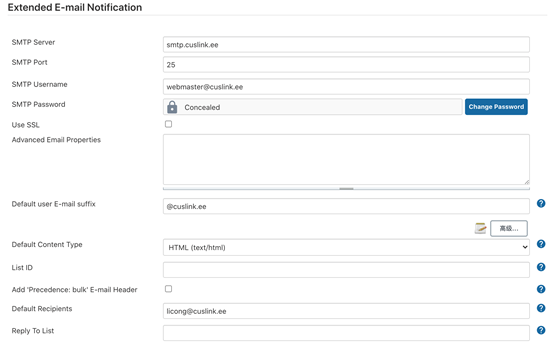 Extended E-mail Notification
SMTP Server
smtp.cuslink.ee
SMTP Port
25
SMTP Username
webmaster@cuslink.ee
SMTP Password
Concealed
Change Password
Use SSL
Advanced Email Properties
Default user E-mail suffix
@cuslink.ee
高级...
Default Content Type
HTML (text/html)
List ID
Add 'Precedence: bulk' E-mail Header
Default Recipients
licong@cuslink.ee
Reply To List